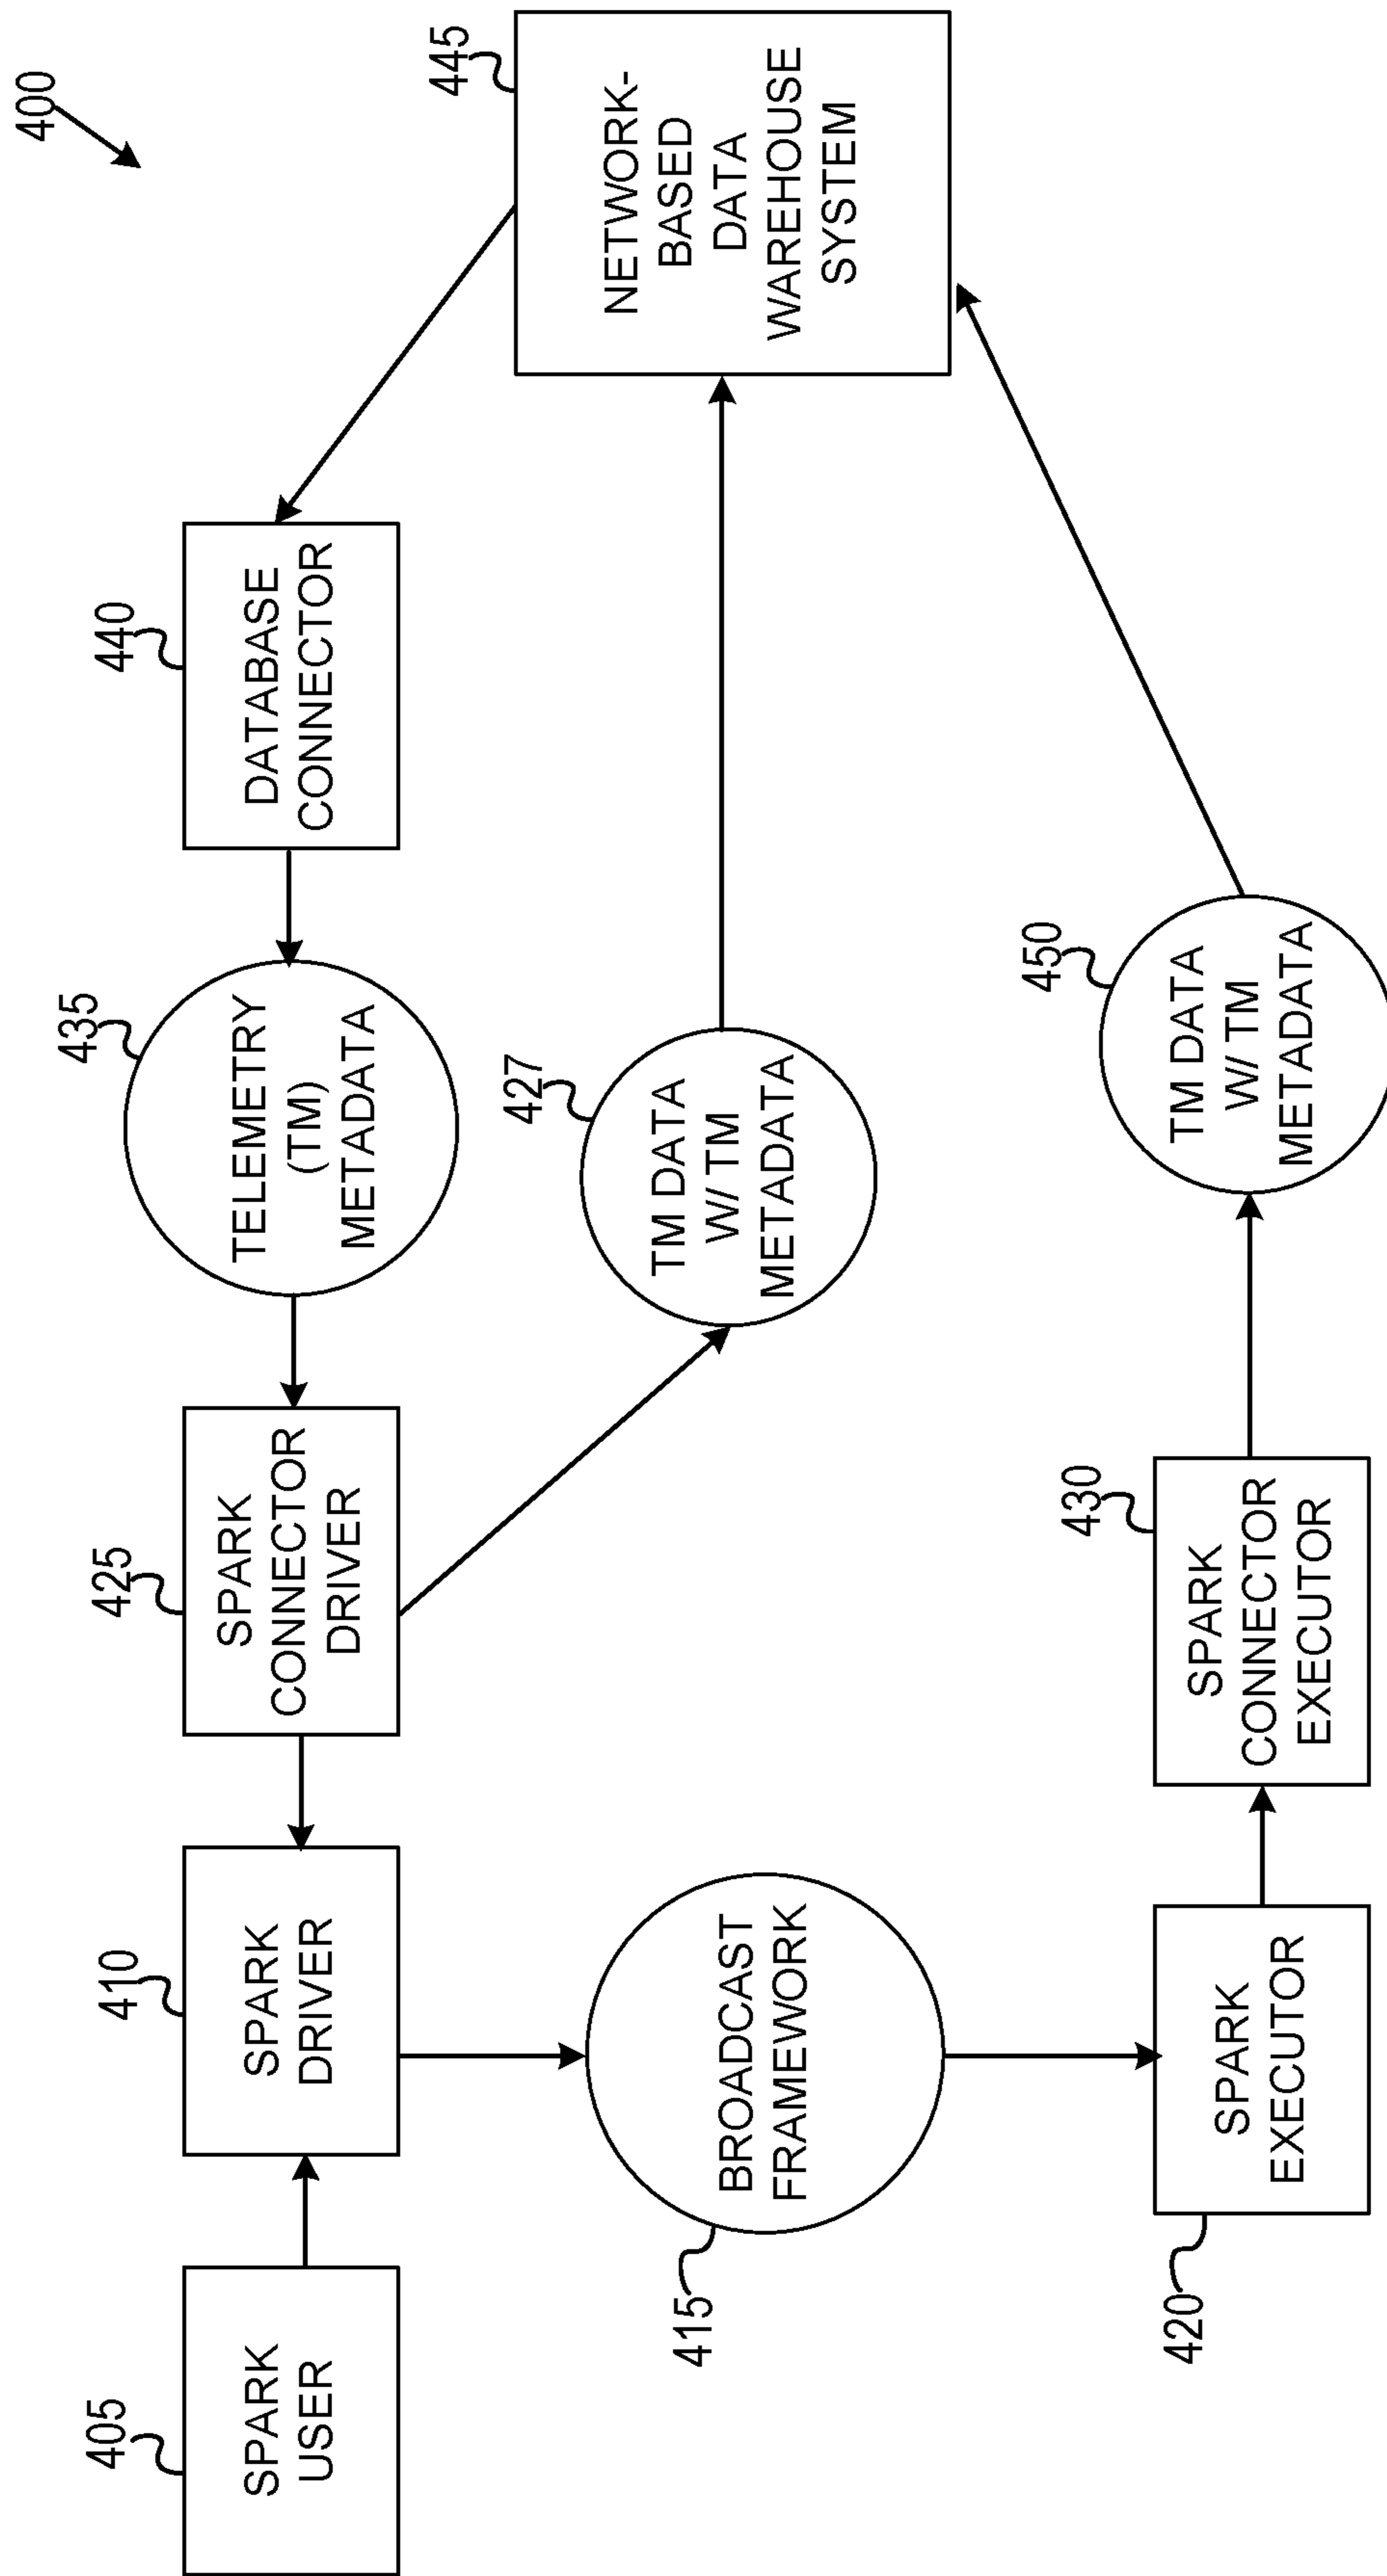 400
405
SPARK
USER
410
SPARK
DRIVER
425
SPARK
CONNECTOR
DRIVER
435
TELEMETRY
(TM)
METADATA
440
DATABASE
CONNECTOR
445
NETWORK-
BASED
DATA
WAREHOUSE
SYSTEM
427
TM DATA
W/ TM
METADATA
415
BROADCAST
FRAMEWORK
420
SPARK
EXECUTOR
430
SPARK
CONNECTOR
EXECUTOR
450
TM DATA
W/ TM
METADATA